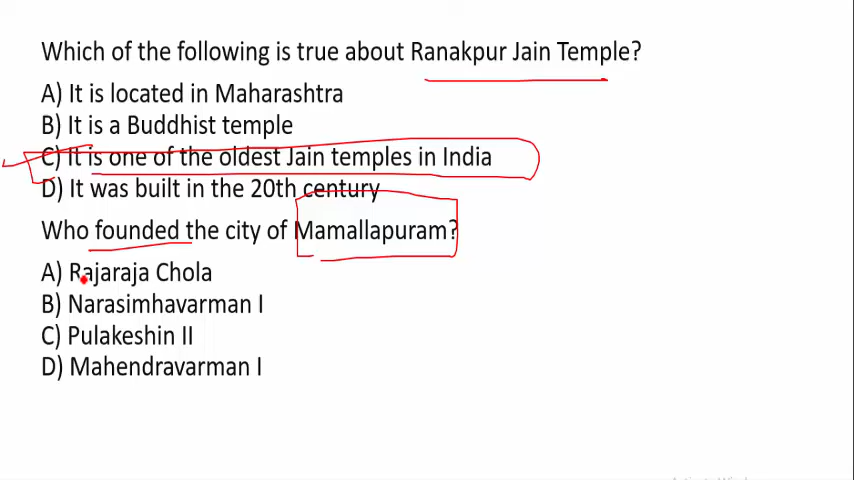 Which of the following is true about Ranakpur Jain Temple?
A) It is located in Maharashtra
B) It is a Buddhist temple
C) It is one of the oldest Jain temples in India
D) It was built in the 20th century
Who founded the city of Mamallapuram?
A) Rajaraja Chola
B) Narasimhavarman I
C) Pulakeshin II
D) Mahendravarman I